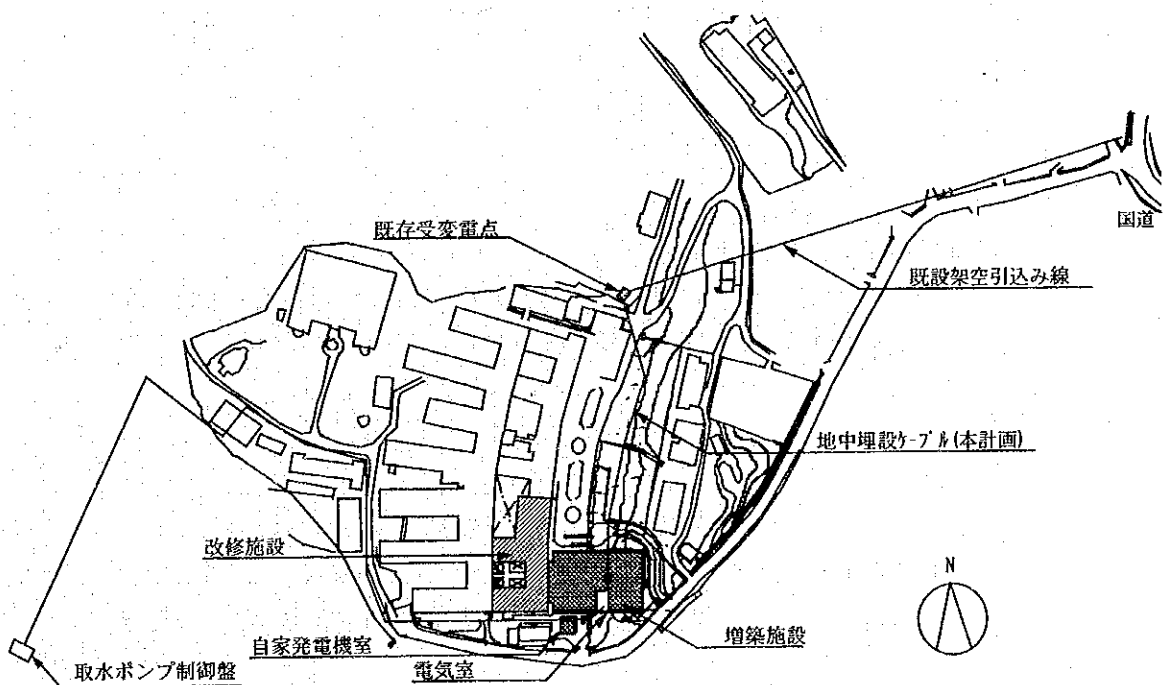 国道
既存受変電点
既設架空引込み線
地中埋設ケーブル(本計画)
改修施設
N
増築施設
自家発電機室
電気室
取水ポンプ制御盤